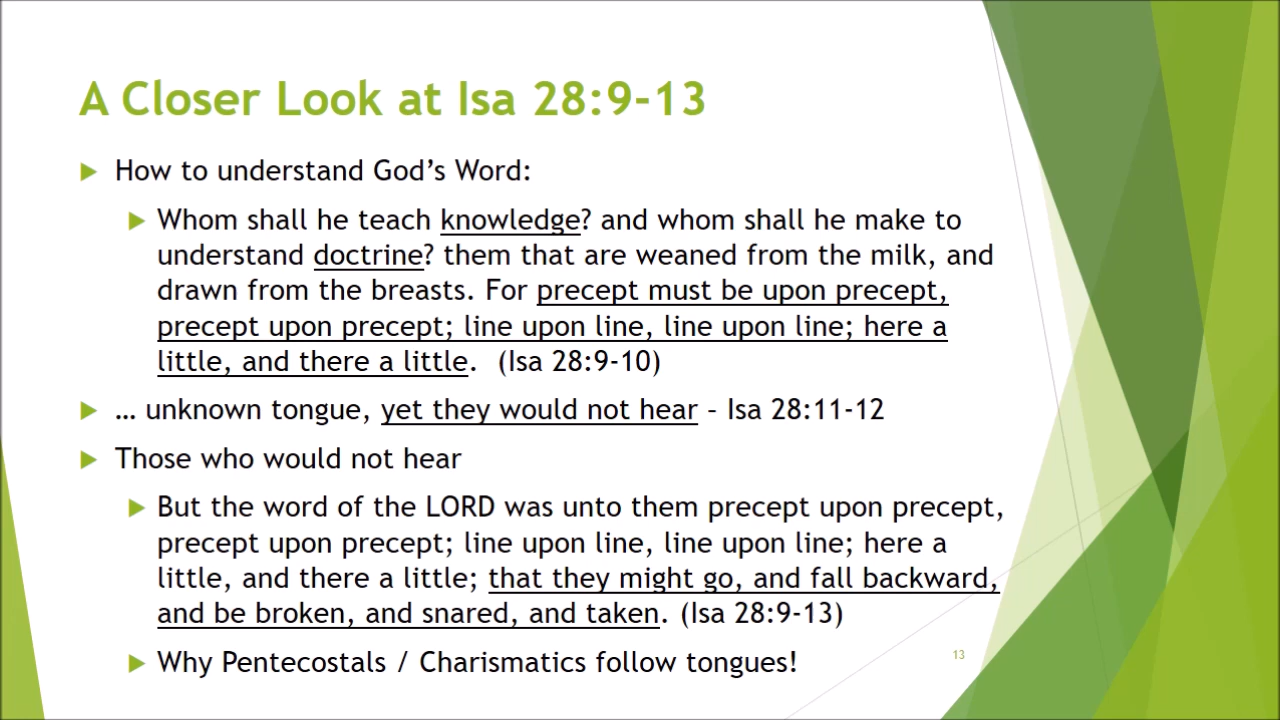 A Closer Look at Isa 28:9-13
How to understand God’s Word:
Whom shall he teach knowledge? and whom shall he make to
understand doctrine? them that are weaned from the milk, and
drawn from the breasts. For precept must be upon precept,
precept upon precept; line upon line, line upon line; here a
little, and there a little. (Isa 28:9-10)
… unknown tongue, yet they would not hear – Isa 28:11-12
Those who would not hear
But the word of the LORD was unto them precept upon precept,
precept upon precept; line upon line, line upon line; here a
little, and there a little; that they might go, and fall backward,
and be broken, and snared, and taken. (Isa 28:9-13)
Why Pentecostals / Charismatics follow tongues!
13